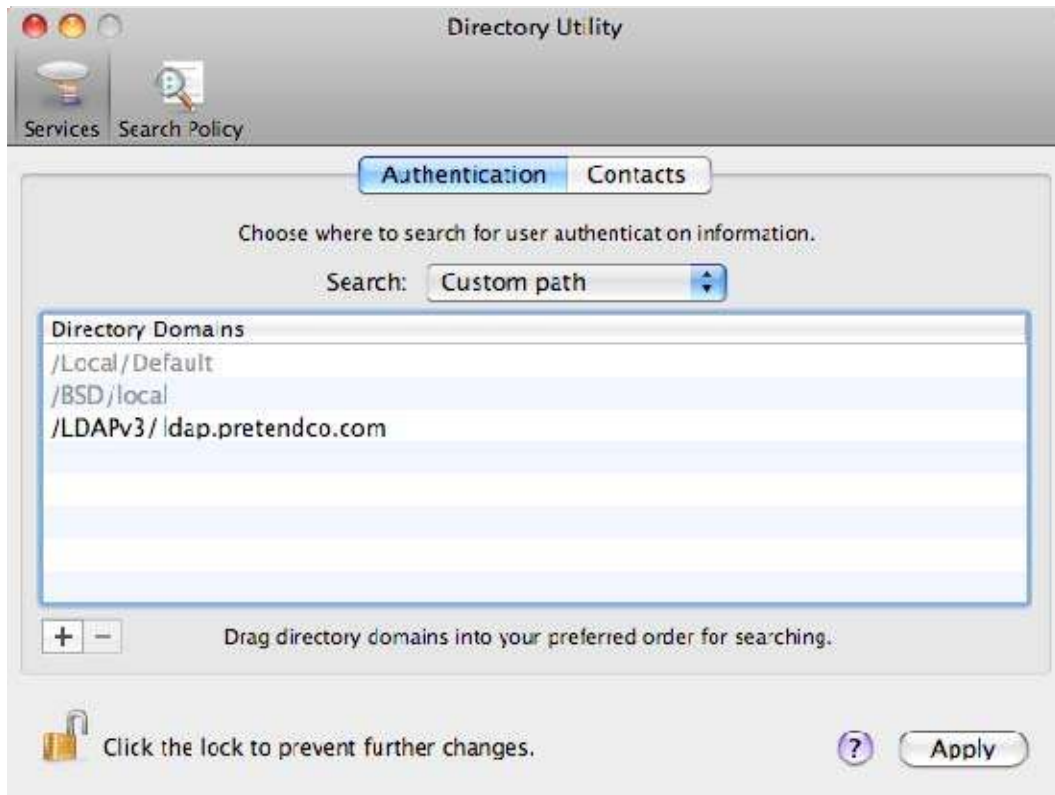 Directory Utility
Services Search Policy
Authentication Contacts
Choose where to search for user authenticat on information.
Search: Custom path
Directory Domains
/Local/Default
/BSD/local
/LDAPv3/ ldap.pretendco.com
+ −
Drag directory domains into your preferred order for searching.
Click the lock to prevent further changes.
? Apply